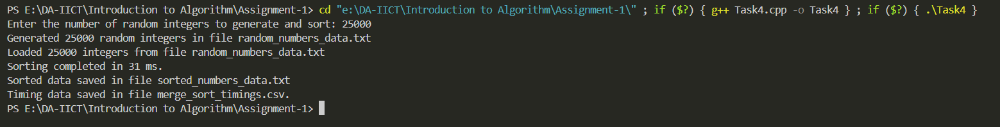 PS E:\DA-IICT\Introduction to Algorithm\Assignment-1> cd "e:\DA-IICT\Introduction to Algorithm\Assignment-1\" ; if ($?) { g++ Task4.cpp -o Task4 } ; if ($?) { .\Task4 }
Enter the number of random integers to generate and sort: 25000
Generated 25000 random integers in file random_numbers_data.txt
Loaded 25000 integers from file random_numbers_data.txt
Sorting completed in 31 ms.
Sorted data saved in file sorted_numbers_data.txt
Timing data saved in file merge_sort_timings.csv.
PS E:\DA-IICT\Introduction to Algorithm\Assignment-1>